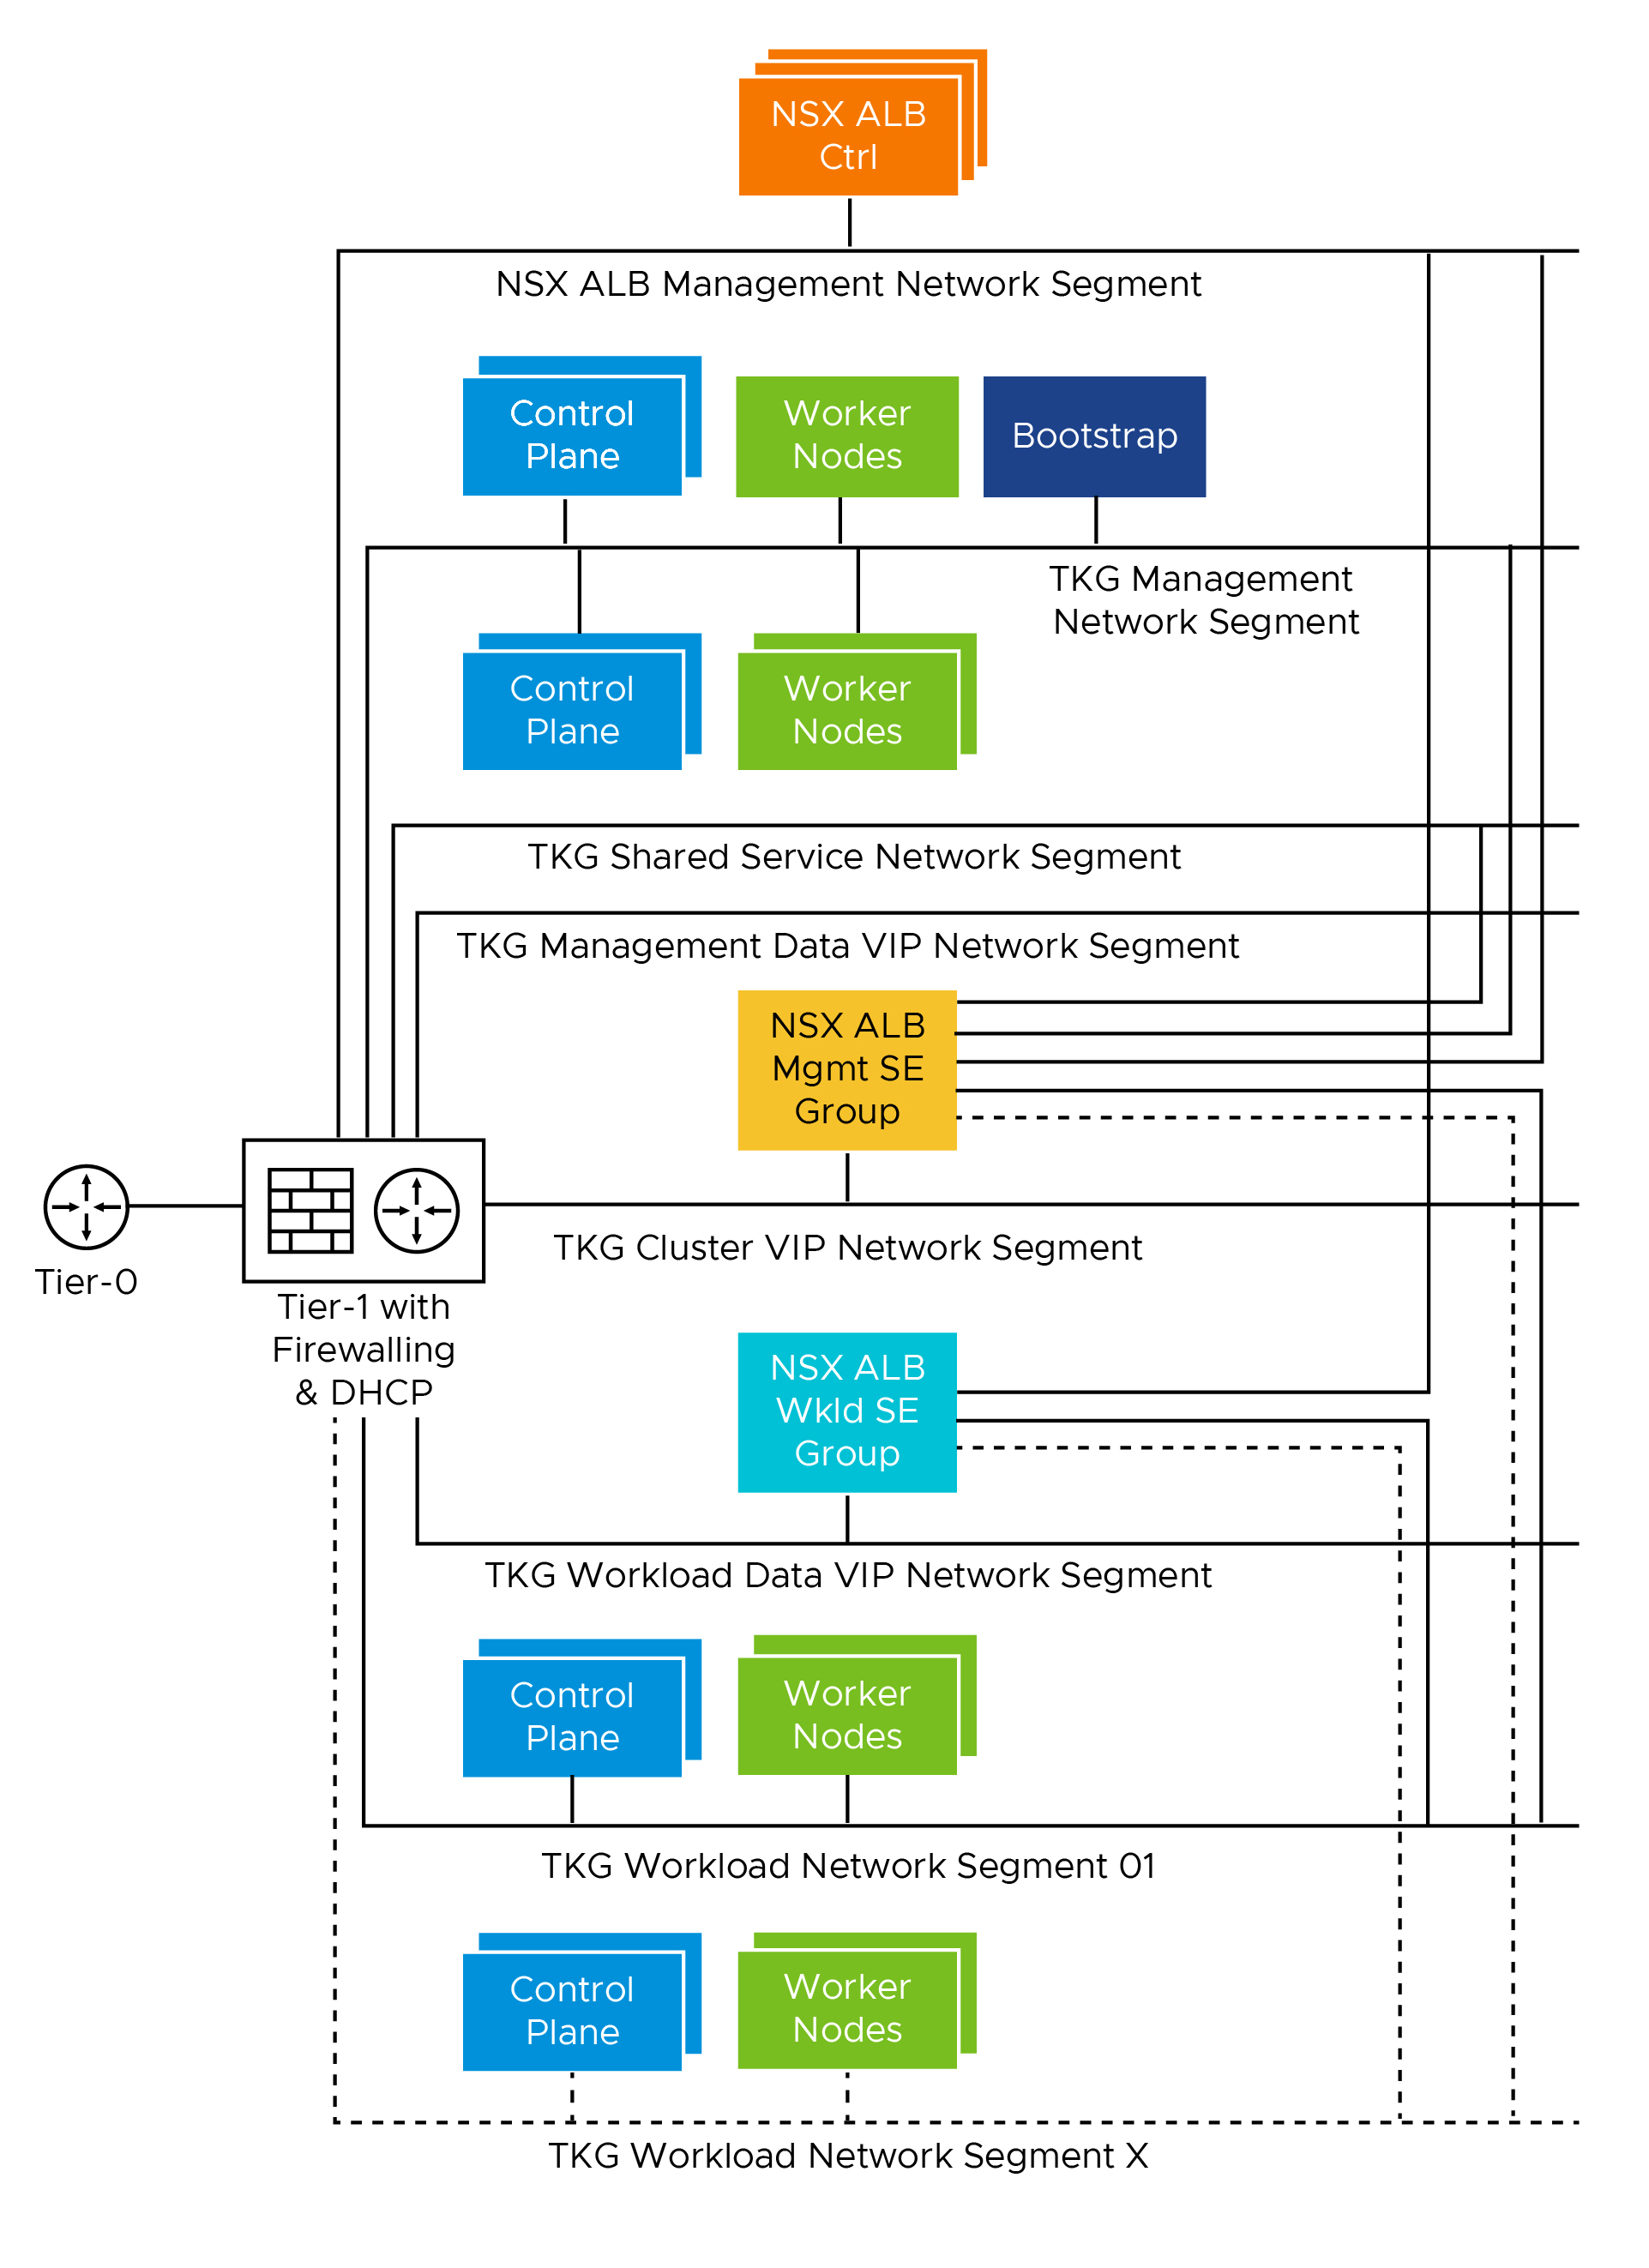 NSX ALB
Ctrl
NSX ALB Management Network Segment
Control
Plane
Worker
Nodes
Bootstrap
TKG Management
Network Segment
Control
Plane
Worker
Nodes
TKG Shared Service Network Segment
TKG Management Data VIP Network Segment
NSX ALB
Mgmt SE
Group
Tier-0
Tier-1 with
Firewalling
& DHCP
TKG Cluster VIP Network Segment
NSX ALB
Wkld SE
Group
TKG Workload Data VIP Network Segment
Control
Plane
Worker
Nodes
TKG Workload Network Segment 01
Control
Plane
Worker
Nodes
TKG Workload Network Segment X